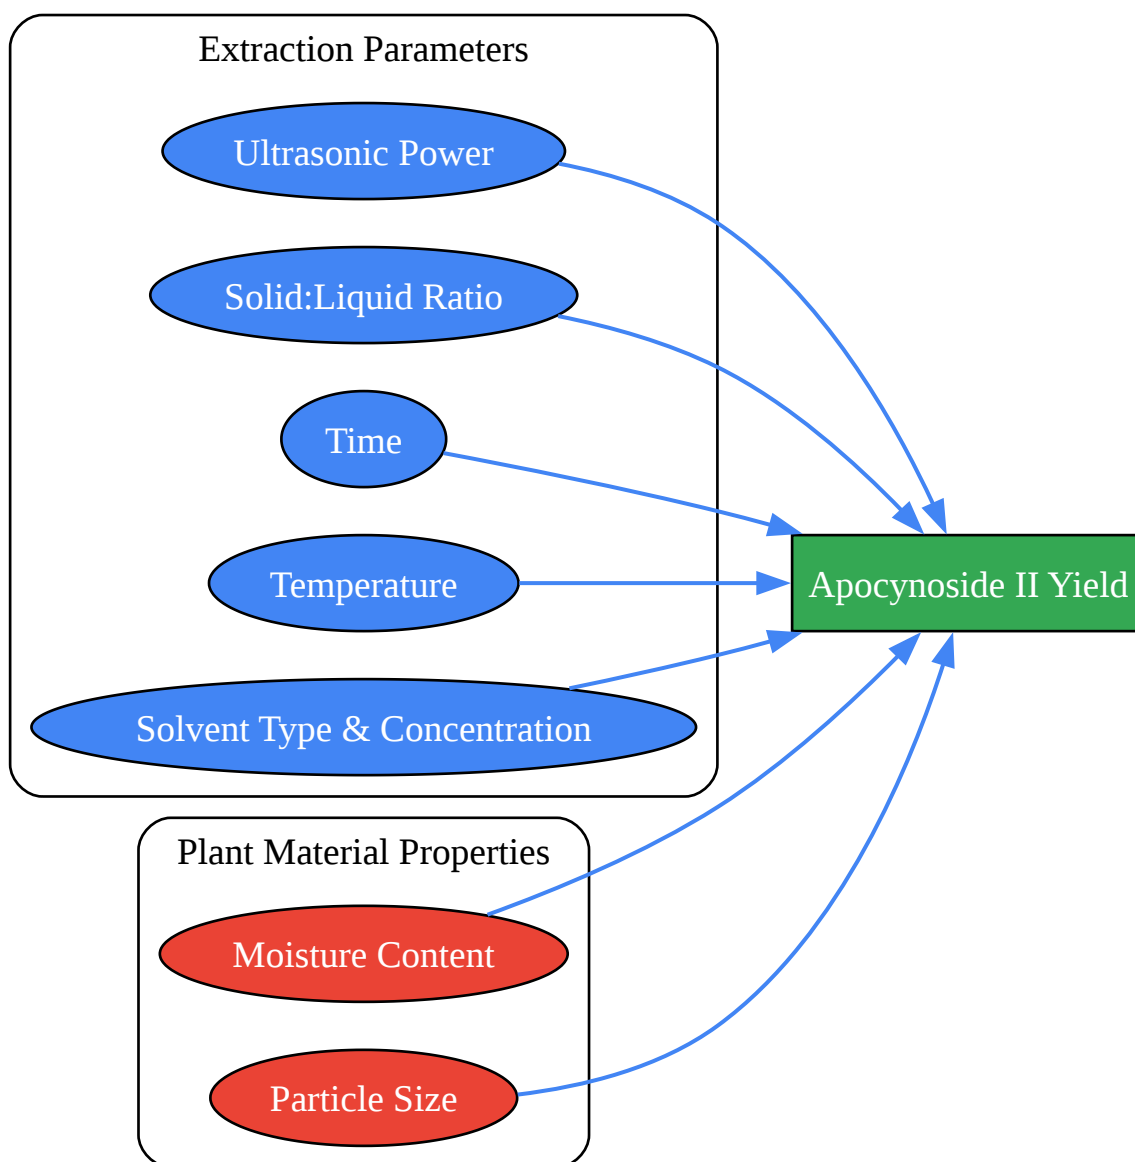 Extraction Parameters
Ultrasonic Power
Solid:Liquid Ratio
Time
Temperature
Solvent Type & Concentration
Apocynoside II Yield
Plant Material Properties
Moisture Content
Particle Size